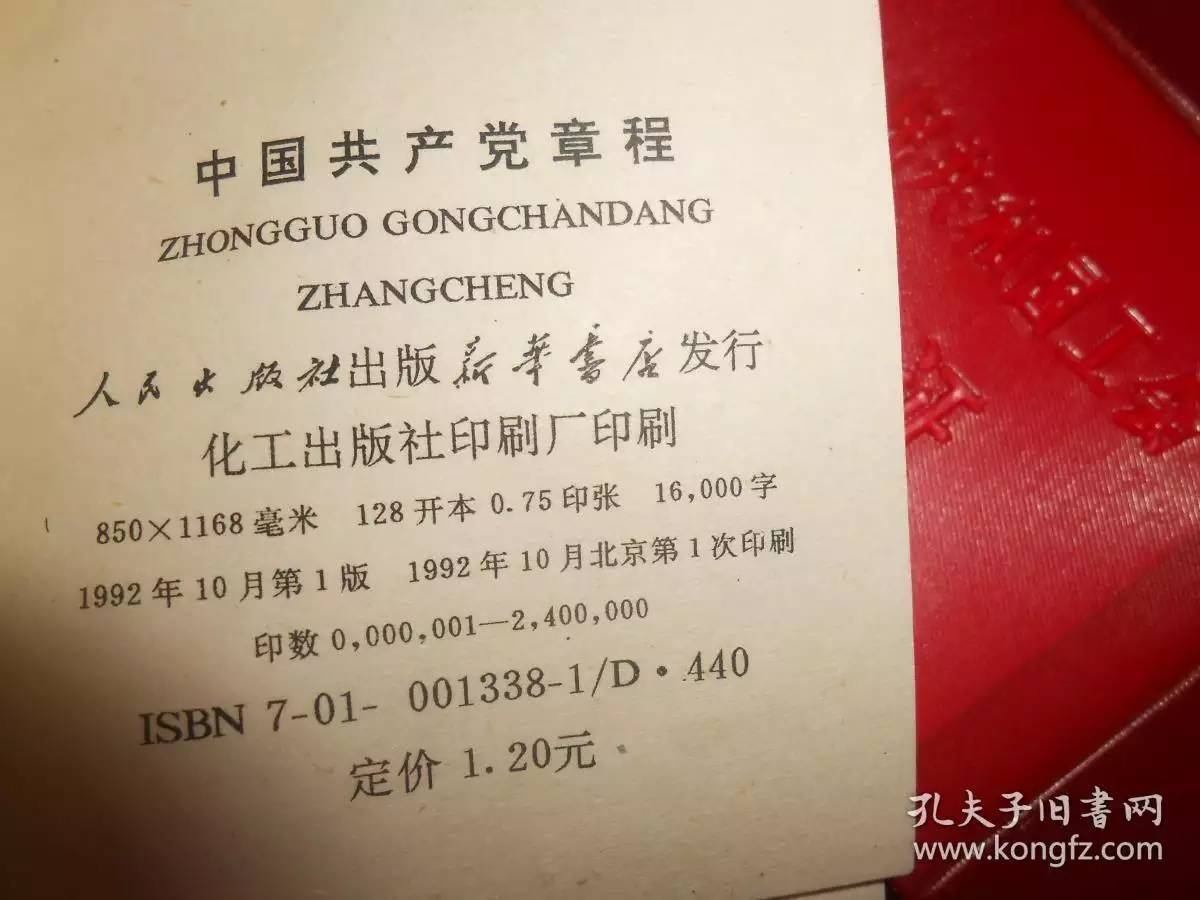 中国共产党章程
ZHONGGUO GONGCHANDANG
ZHANGCHENG
人民出版社出版 新华书店发行
化工出版社印刷厂印刷
850×1168毫米 128开本 0.75印张 16,000字
1992年10月第1版 1992年10月北京第1次印刷
印数 0,000,001—2,400,000
ISBN 7-01- 001338-1/D·440
定价 1.20元
孔夫子旧書网
www.kongfz.com